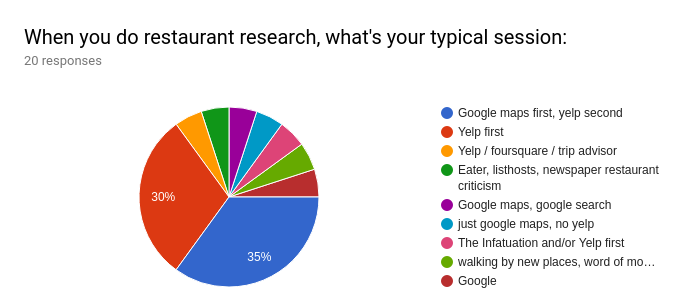 When you do restaurant research, what's your typical session:
20 responses
30%
35%
Google maps first, yelp second
Yelp first
Yelp / foursquare / trip advisor
Eater, listhosts, newspaper restaurant
criticism
Google maps, google search
just google maps, no yelp
The Infatuation and/or Yelp first
walking by new places, word of mo…
Google